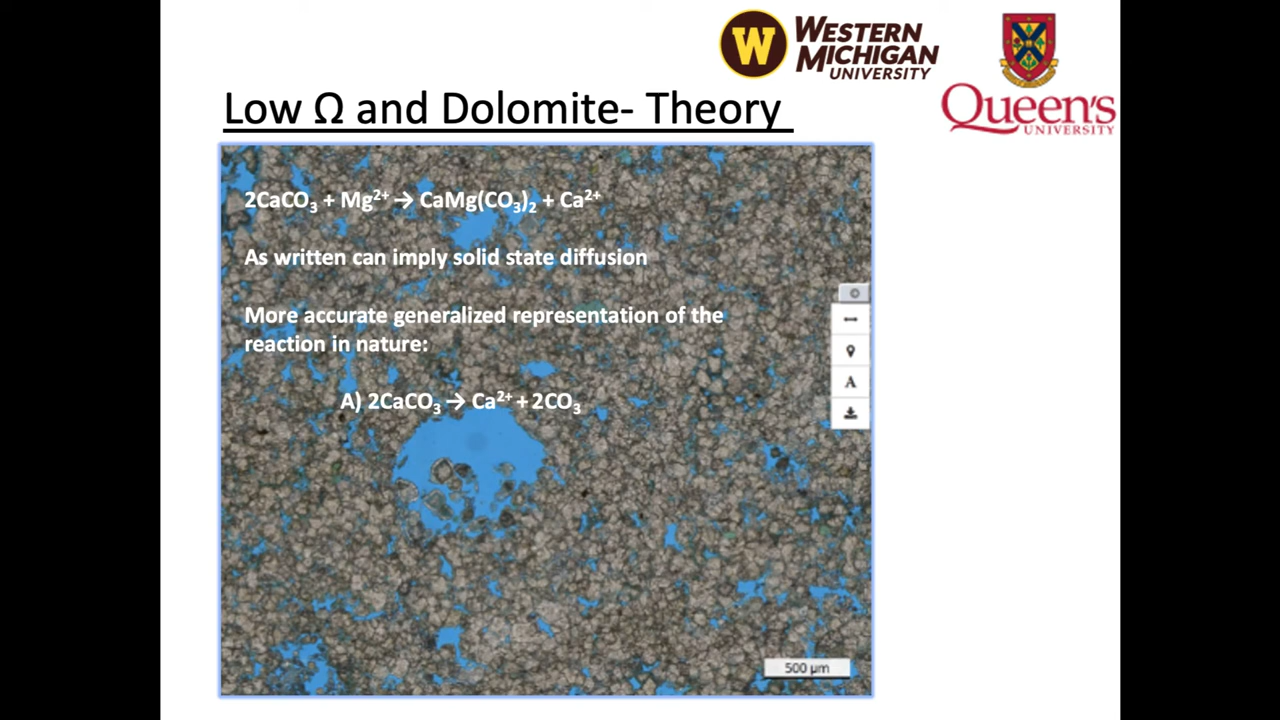 W WESTERN
MICHIGAN
UNIVERSITY
Queen's
UNIVERSITY
Low Ω and Dolomite- Theory
2CaCO₃ + Mg²⁺ → CaMg(CO₃)₂ + Ca²⁺
As written can imply solid state diffusion
More accurate generalized representation of the
reaction in nature:
A) 2CaCO₃ → Ca²⁺ + 2CO₃
A
500 µm